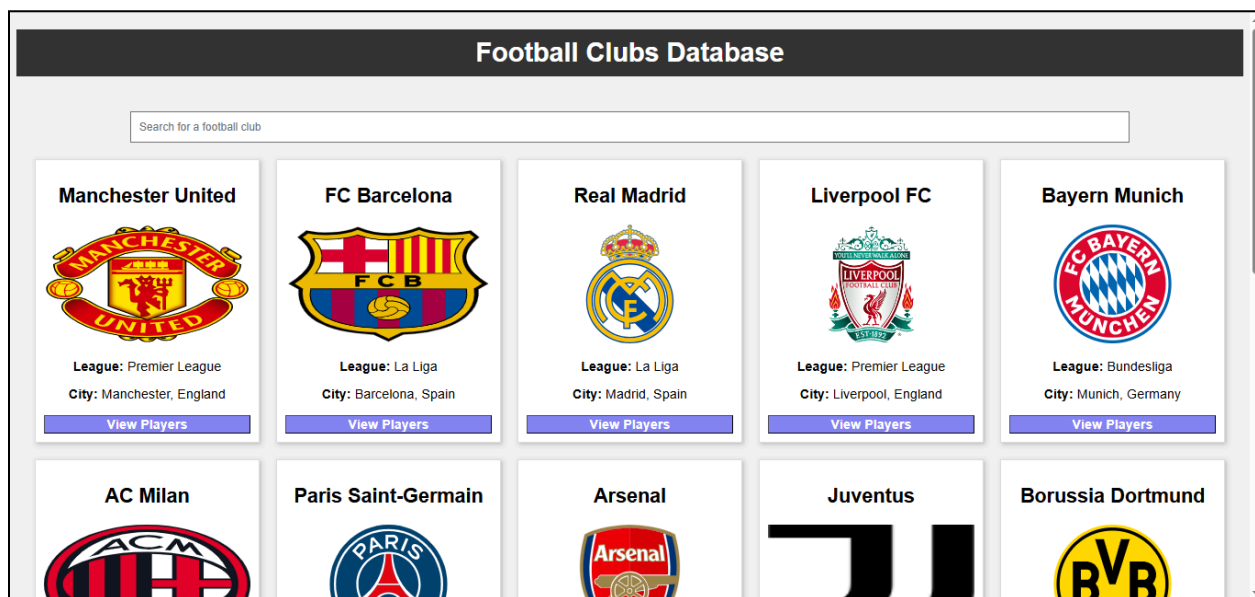 Football Clubs Database
Search for a football club
Manchester United
FC Barcelona
Real Madrid
Liverpool FC
Bayern Munich
MANCHESTER
UNITED
FCB
YOU'LL NEVER WALK ALONE
LIVERPOOL
FOOTBALL CLUB
EST·1892
FC BAYERN
MÜNCHEN
League: Premier League
League: La Liga
League: La Liga
League: Premier League
League: Bundesliga
City: Manchester, England
City: Barcelona, Spain
City: Madrid, Spain
City: Liverpool, England
City: Munich, Germany
View Players
View Players
View Players
View Players
View Players
AC Milan
Paris Saint-Germain
Arsenal
Juventus
Borussia Dortmund
ACM
PARIS
Arsenal
BVB